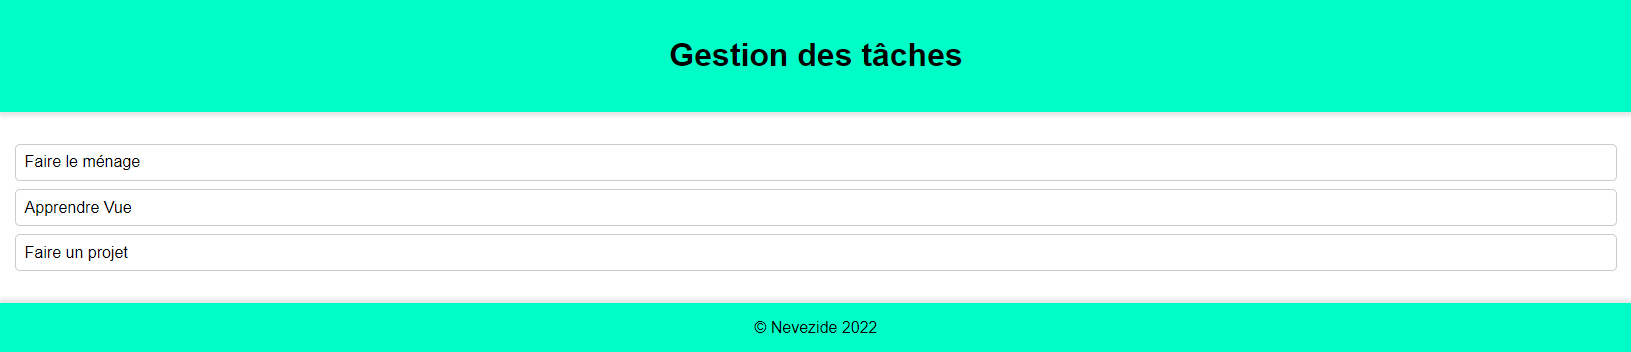 Gestion des tâches
Faire le ménage
Apprendre Vue
Faire un projet
© Nevezide 2022